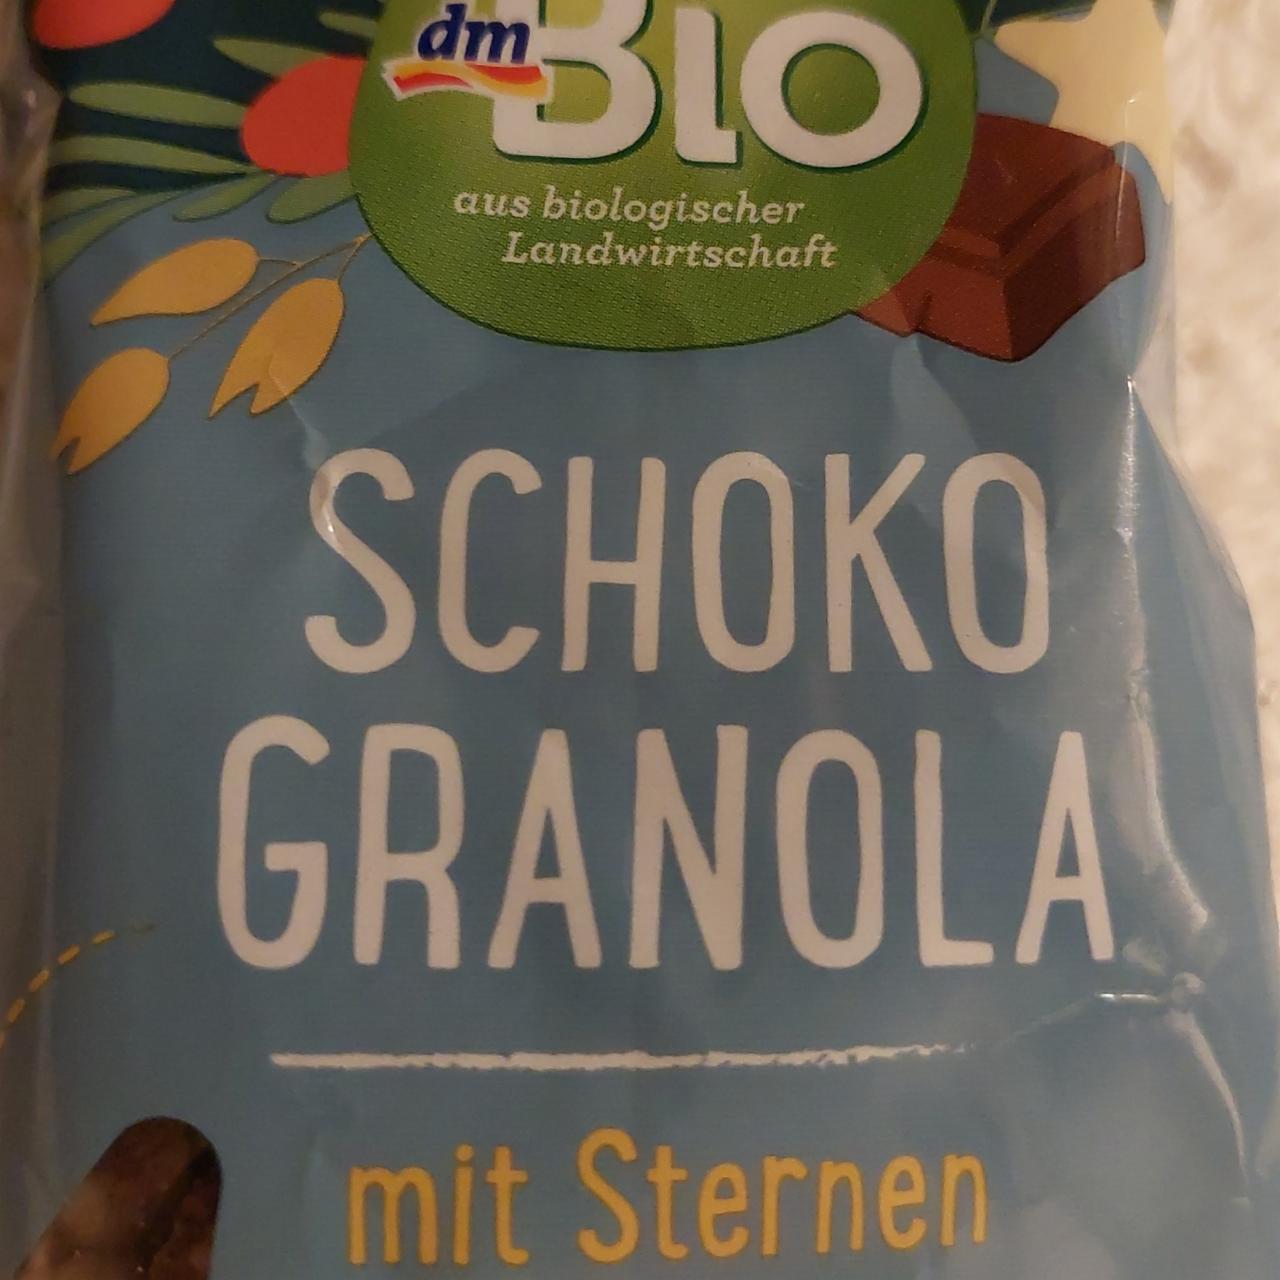 dm
Bio
aus biologischer
Landwirtschaft
SCHOKO
GRANOLA
mit Sternen